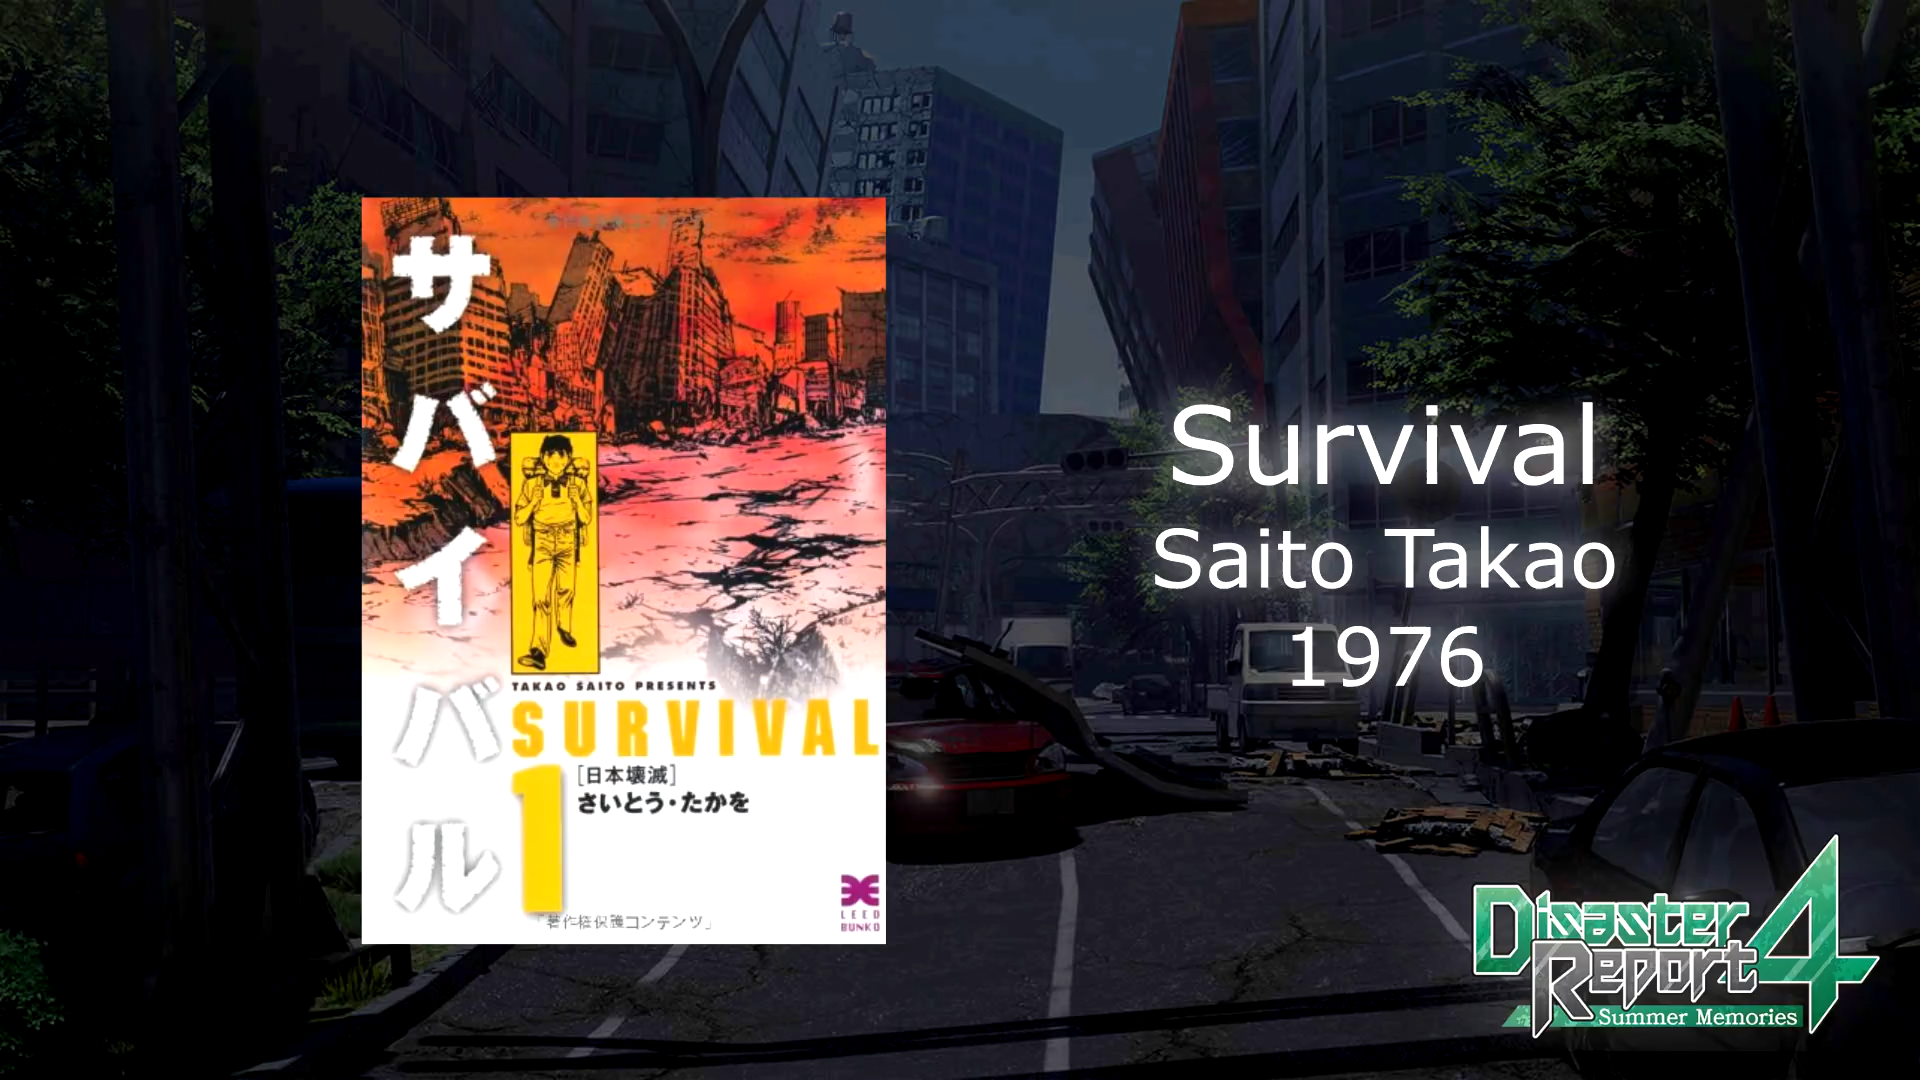 サバイバル
TAKAO SAITO PRESENTS
SURVIVAL
1
[日本壊滅]
さいとう・たかを
「著作権保護コンテンツ」
LEED
BUNKO
Survival
Saito Takao
1976
Disaster
Report 4
Summer Memories